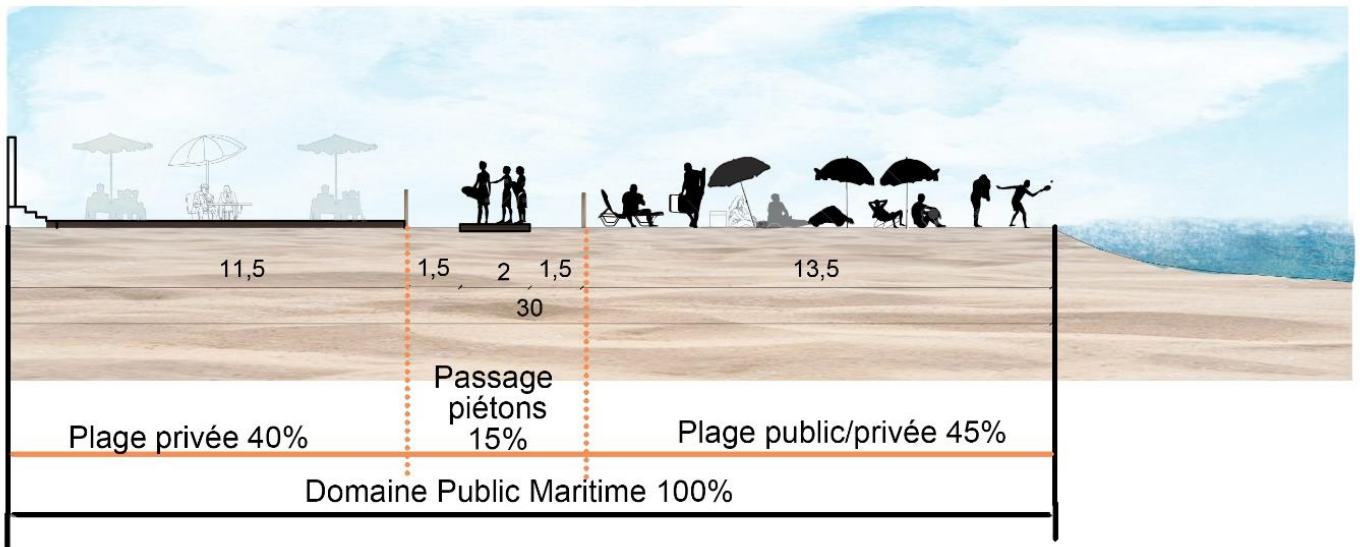 11,5
1,5
2
1,5
13,5
30
Passage
piétons
15%
Plage privée 40%
Plage public/privée 45%
Domaine Public Maritime 100%